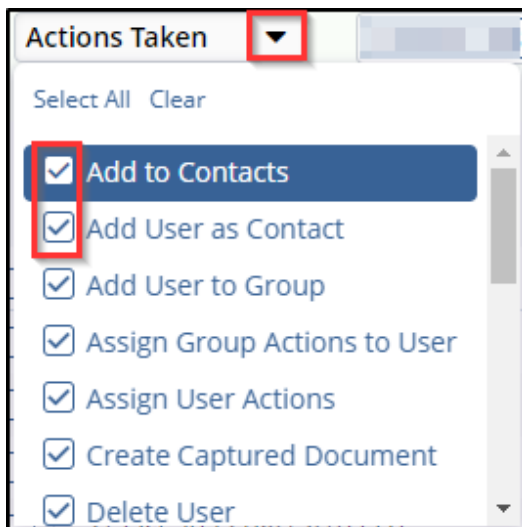 Actions Taken
Select All Clear
Add to Contacts
Add User as Contact
Add User to Group
Assign Group Actions to User
Assign User Actions
Create Captured Document
Delete User